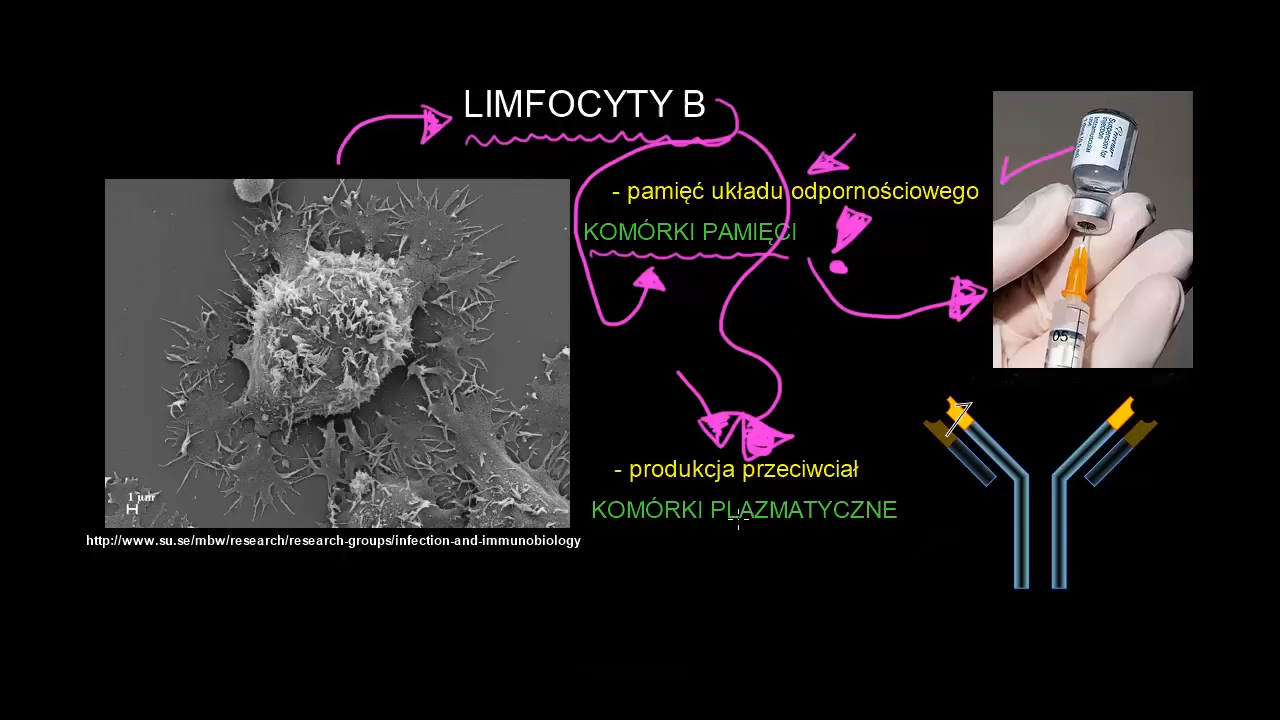 LIMFOCYTY B
- pamięć układu odpornościowego
KOMÓRKI PAMIĘCI
05
- produkcja przeciwciał
KOMÓRKI PLAZMATYCZNE
1 µm
http://www.su.se/mbw/research/research-groups/infection-and-immunobiology